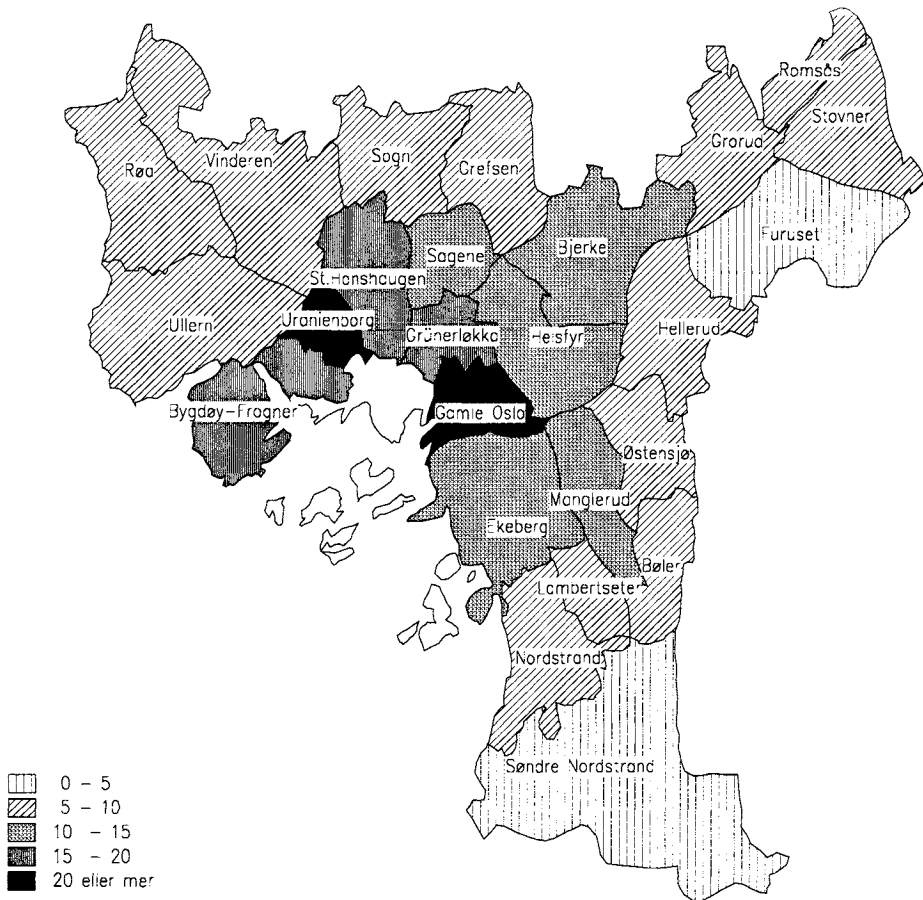 Romsås
Stovner
Grorud
Sogn
Grefsen
Vinderen
Røa
Furuset
Bjerke
Sagene
St.Hanshaugen
Uranienborg
Ullern
Grünerløkka
Helsfyr
Hellerud
Bygdøy-Frogner
Gamle Oslo
Østensjø
Manglerud
Ekeberg
Bøler
Lambertseter
Nordstrand
Søndre Nordstrand
0 - 5
5 - 10
10 - 15
15 - 20
20 eller mer